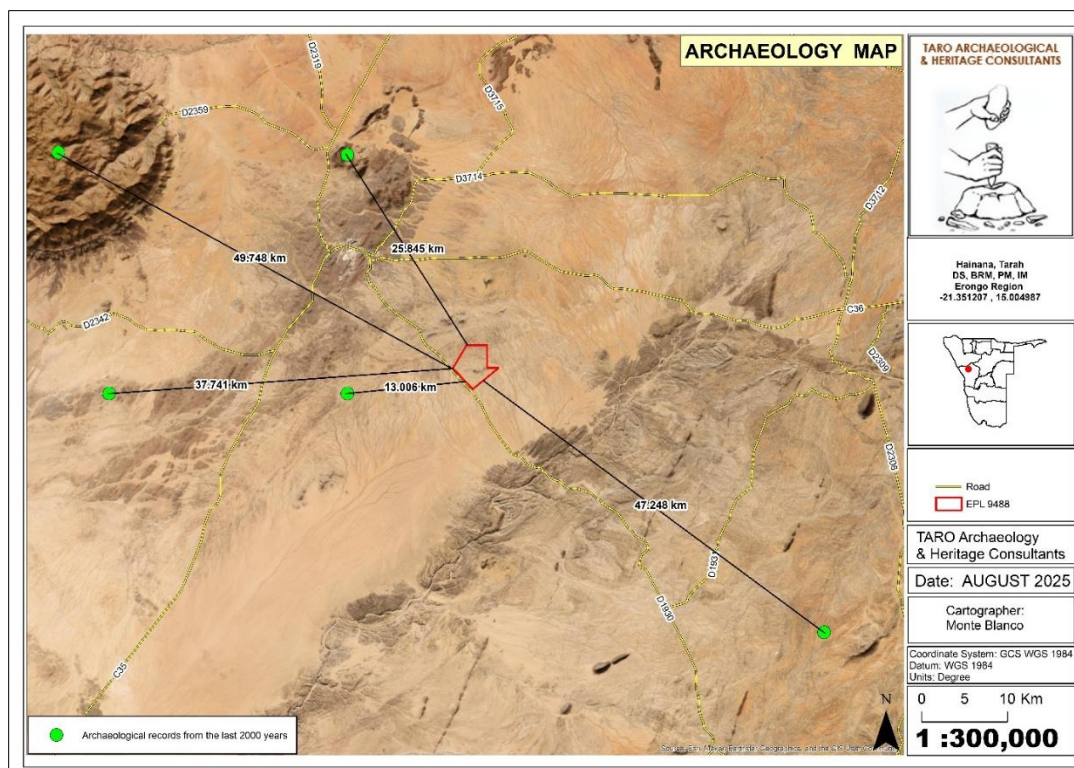 ARCHAEOLOGY MAP
D2319
D2359
D3715
D3714
D3712
25.845 km
49.748 km
C36
D2342
D2309
37.741 km
13.006 km
D2306
47.248 km
D1931
D1930
C35
Archaeological records from the last 2000 years
N
TARO ARCHAEOLOGICAL
& HERITAGE CONSULTANTS
Hainana, Tarah
DS, BRM, PM, IM
Erongo Region
-21.351207 , 15.004987
Road
EPL 9488
TARO Archaeology
& Heritage Consultants
Date: AUGUST 2025
Cartographer:
Monte Blanco
Coordinate System: GCS WGS 1984
Datum: WGS 1984
Units: Degree
0 5 10 Km
1 :300,000